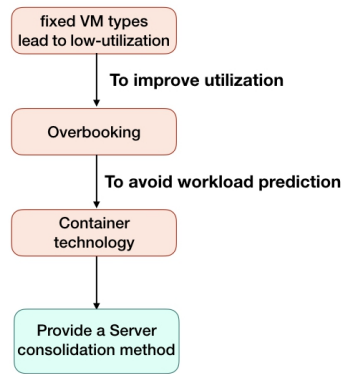 fixed VM types
lead to low-utilization
To improve utilization
Overbooking
To avoid workload prediction
Container
technology
Provide a Server
consolidation method